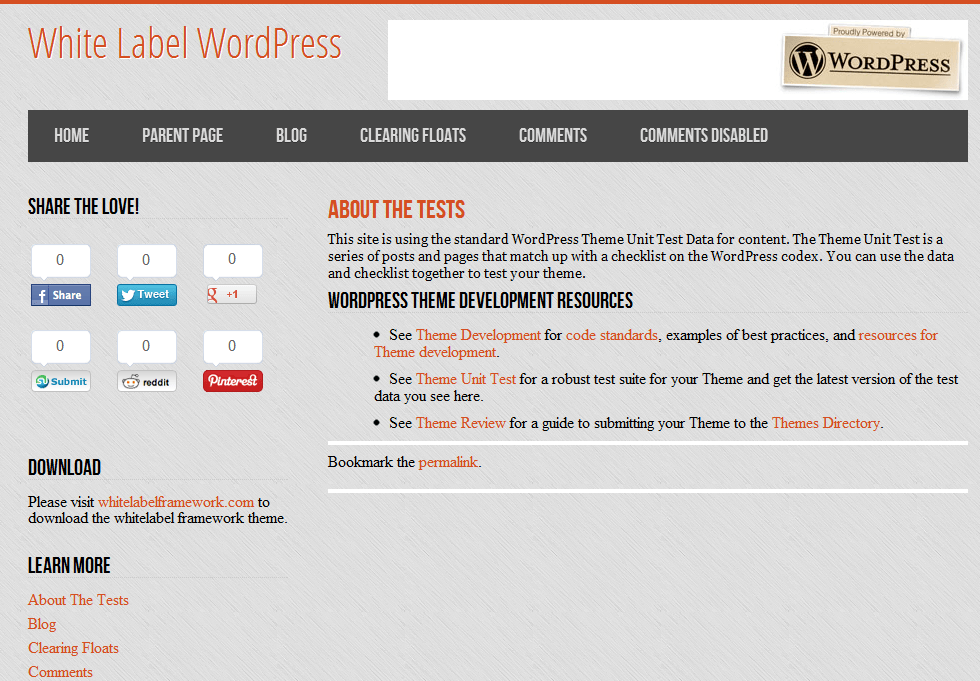 White Label WordPress
Proudly Powered by
WORDPRESS
HOME PARENT PAGE BLOG CLEARING FLOATS COMMENTS COMMENTS DISABLED
SHARE THE LOVE!
0 0 0
Share Tweet +1
0 0 0
Submit reddit Pinterest
DOWNLOAD
Please visit whitelabelframework.com to
download the whitelabel framework theme.
LEARN MORE
About The Tests
Blog
Clearing Floats
Comments
ABOUT THE TESTS
This site is using the standard WordPress Theme Unit Test Data for content. The Theme Unit Test is a
series of posts and pages that match up with a checklist on the WordPress codex. You can use the data
and checklist together to test your theme.
WORDPRESS THEME DEVELOPMENT RESOURCES
• See Theme Development for code standards, examples of best practices, and resources for
Theme development.
• See Theme Unit Test for a robust test suite for your Theme and get the latest version of the test
data you see here.
• See Theme Review for a guide to submitting your Theme to the Themes Directory.
Bookmark the permalink.